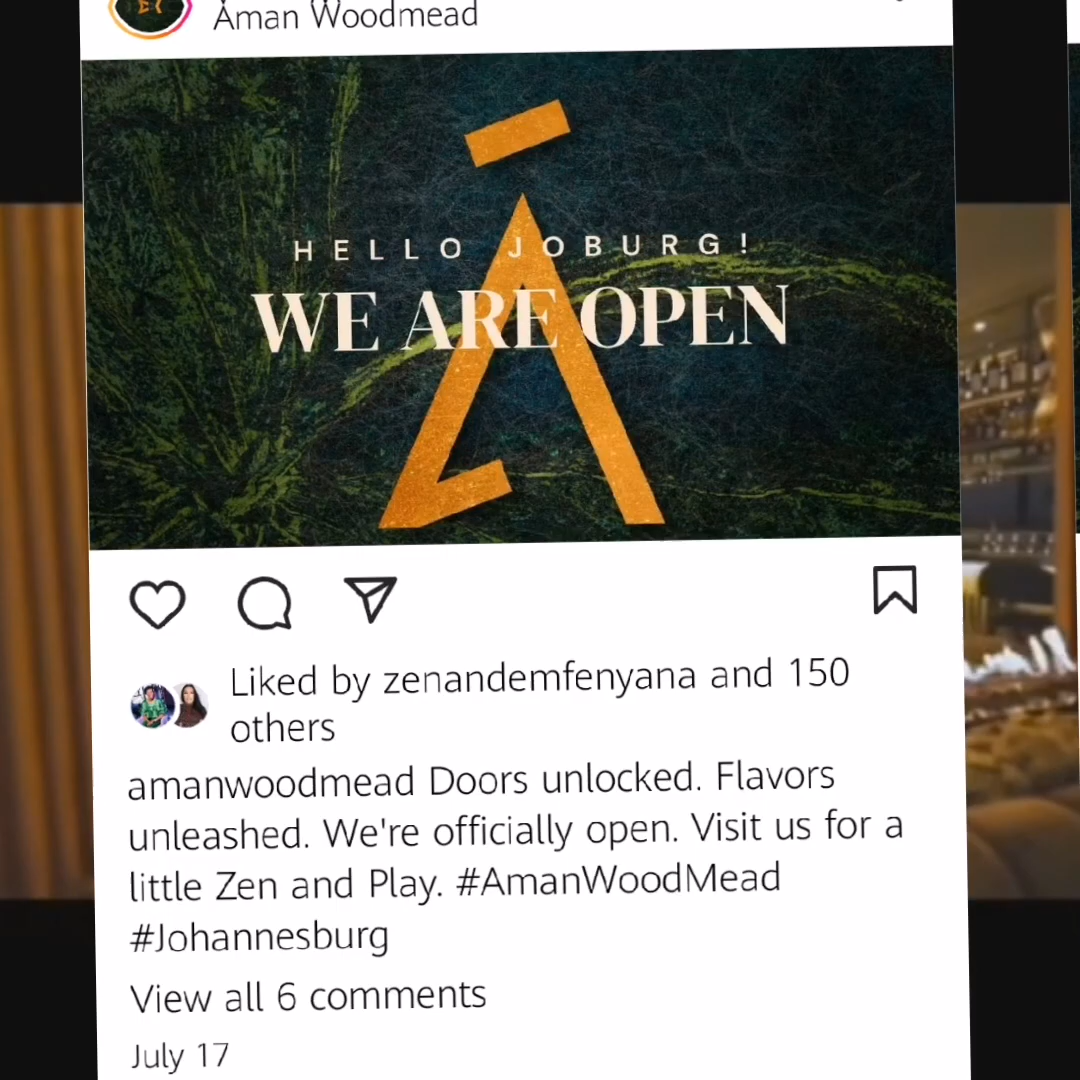 Aman Woodmead
HELLO JOBURG!
WE ARE OPEN
Liked by zenandemfenyana and 150
others
amanwoodmead Doors unlocked. Flavors
unleashed. We're officially open. Visit us for a
little Zen and Play. #AmanWoodMead
#Johannesburg
View all 6 comments
July 17